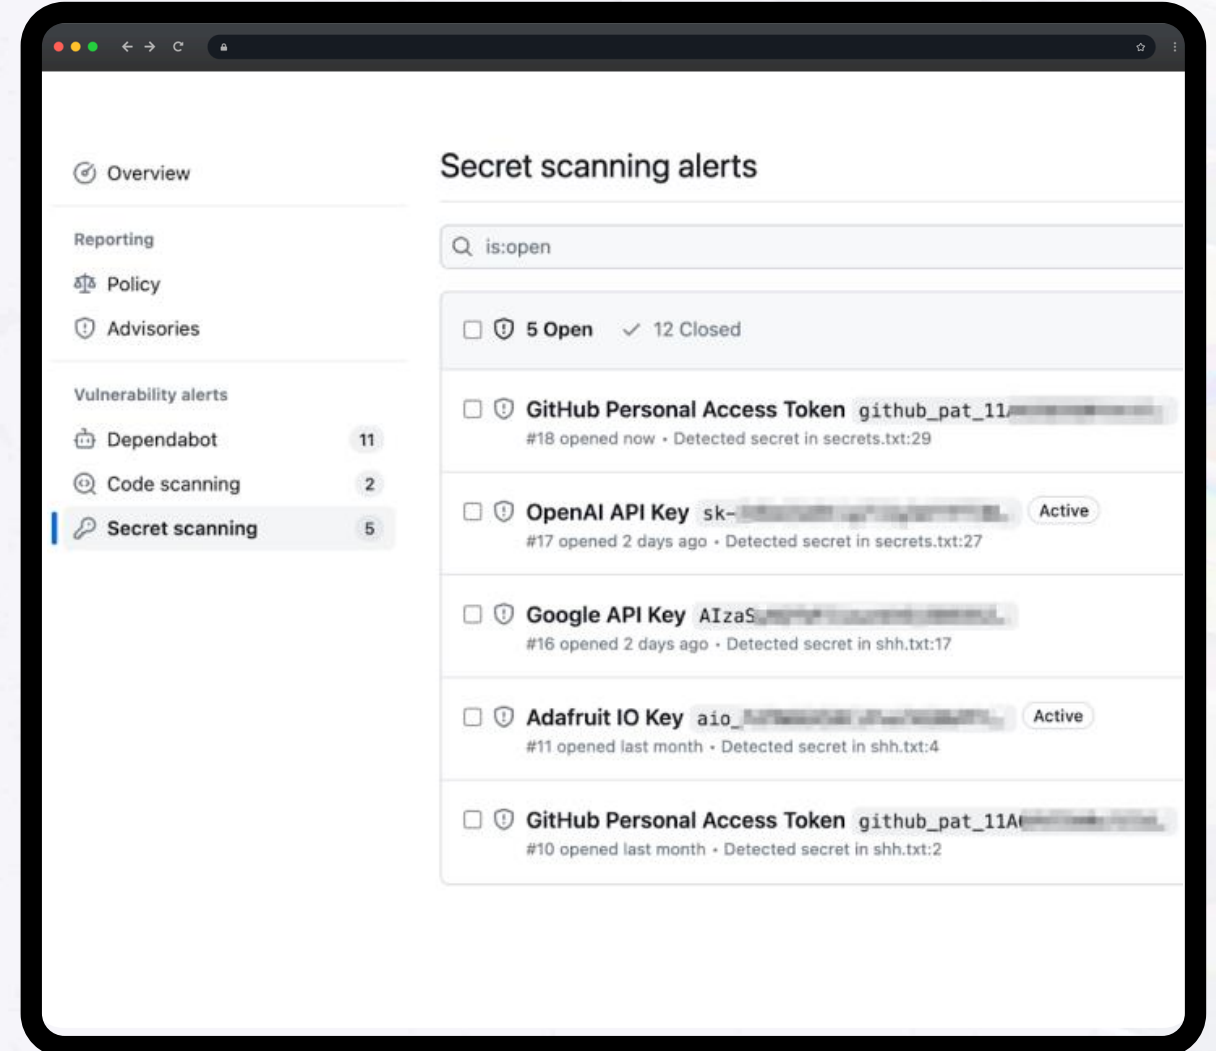 Overview
Reporting
Policy
Advisories
Vulnerability alerts
Dependabot 11
Code scanning 2
Secret scanning 5
Secret scanning alerts
is:open
5 Open 12 Closed
GitHub Personal Access Token github_pat_11A
#18 opened now • Detected secret in secrets.txt:29
OpenAI API Key sk- Active
#17 opened 2 days ago • Detected secret in secrets.txt:27
Google API Key AIzaS
#16 opened 2 days ago • Detected secret in shh.txt:17
Adafruit IO Key aio_ Active
#11 opened last month • Detected secret in shh.txt:4
GitHub Personal Access Token github_pat_11A
#10 opened last month • Detected secret in shh.txt:2